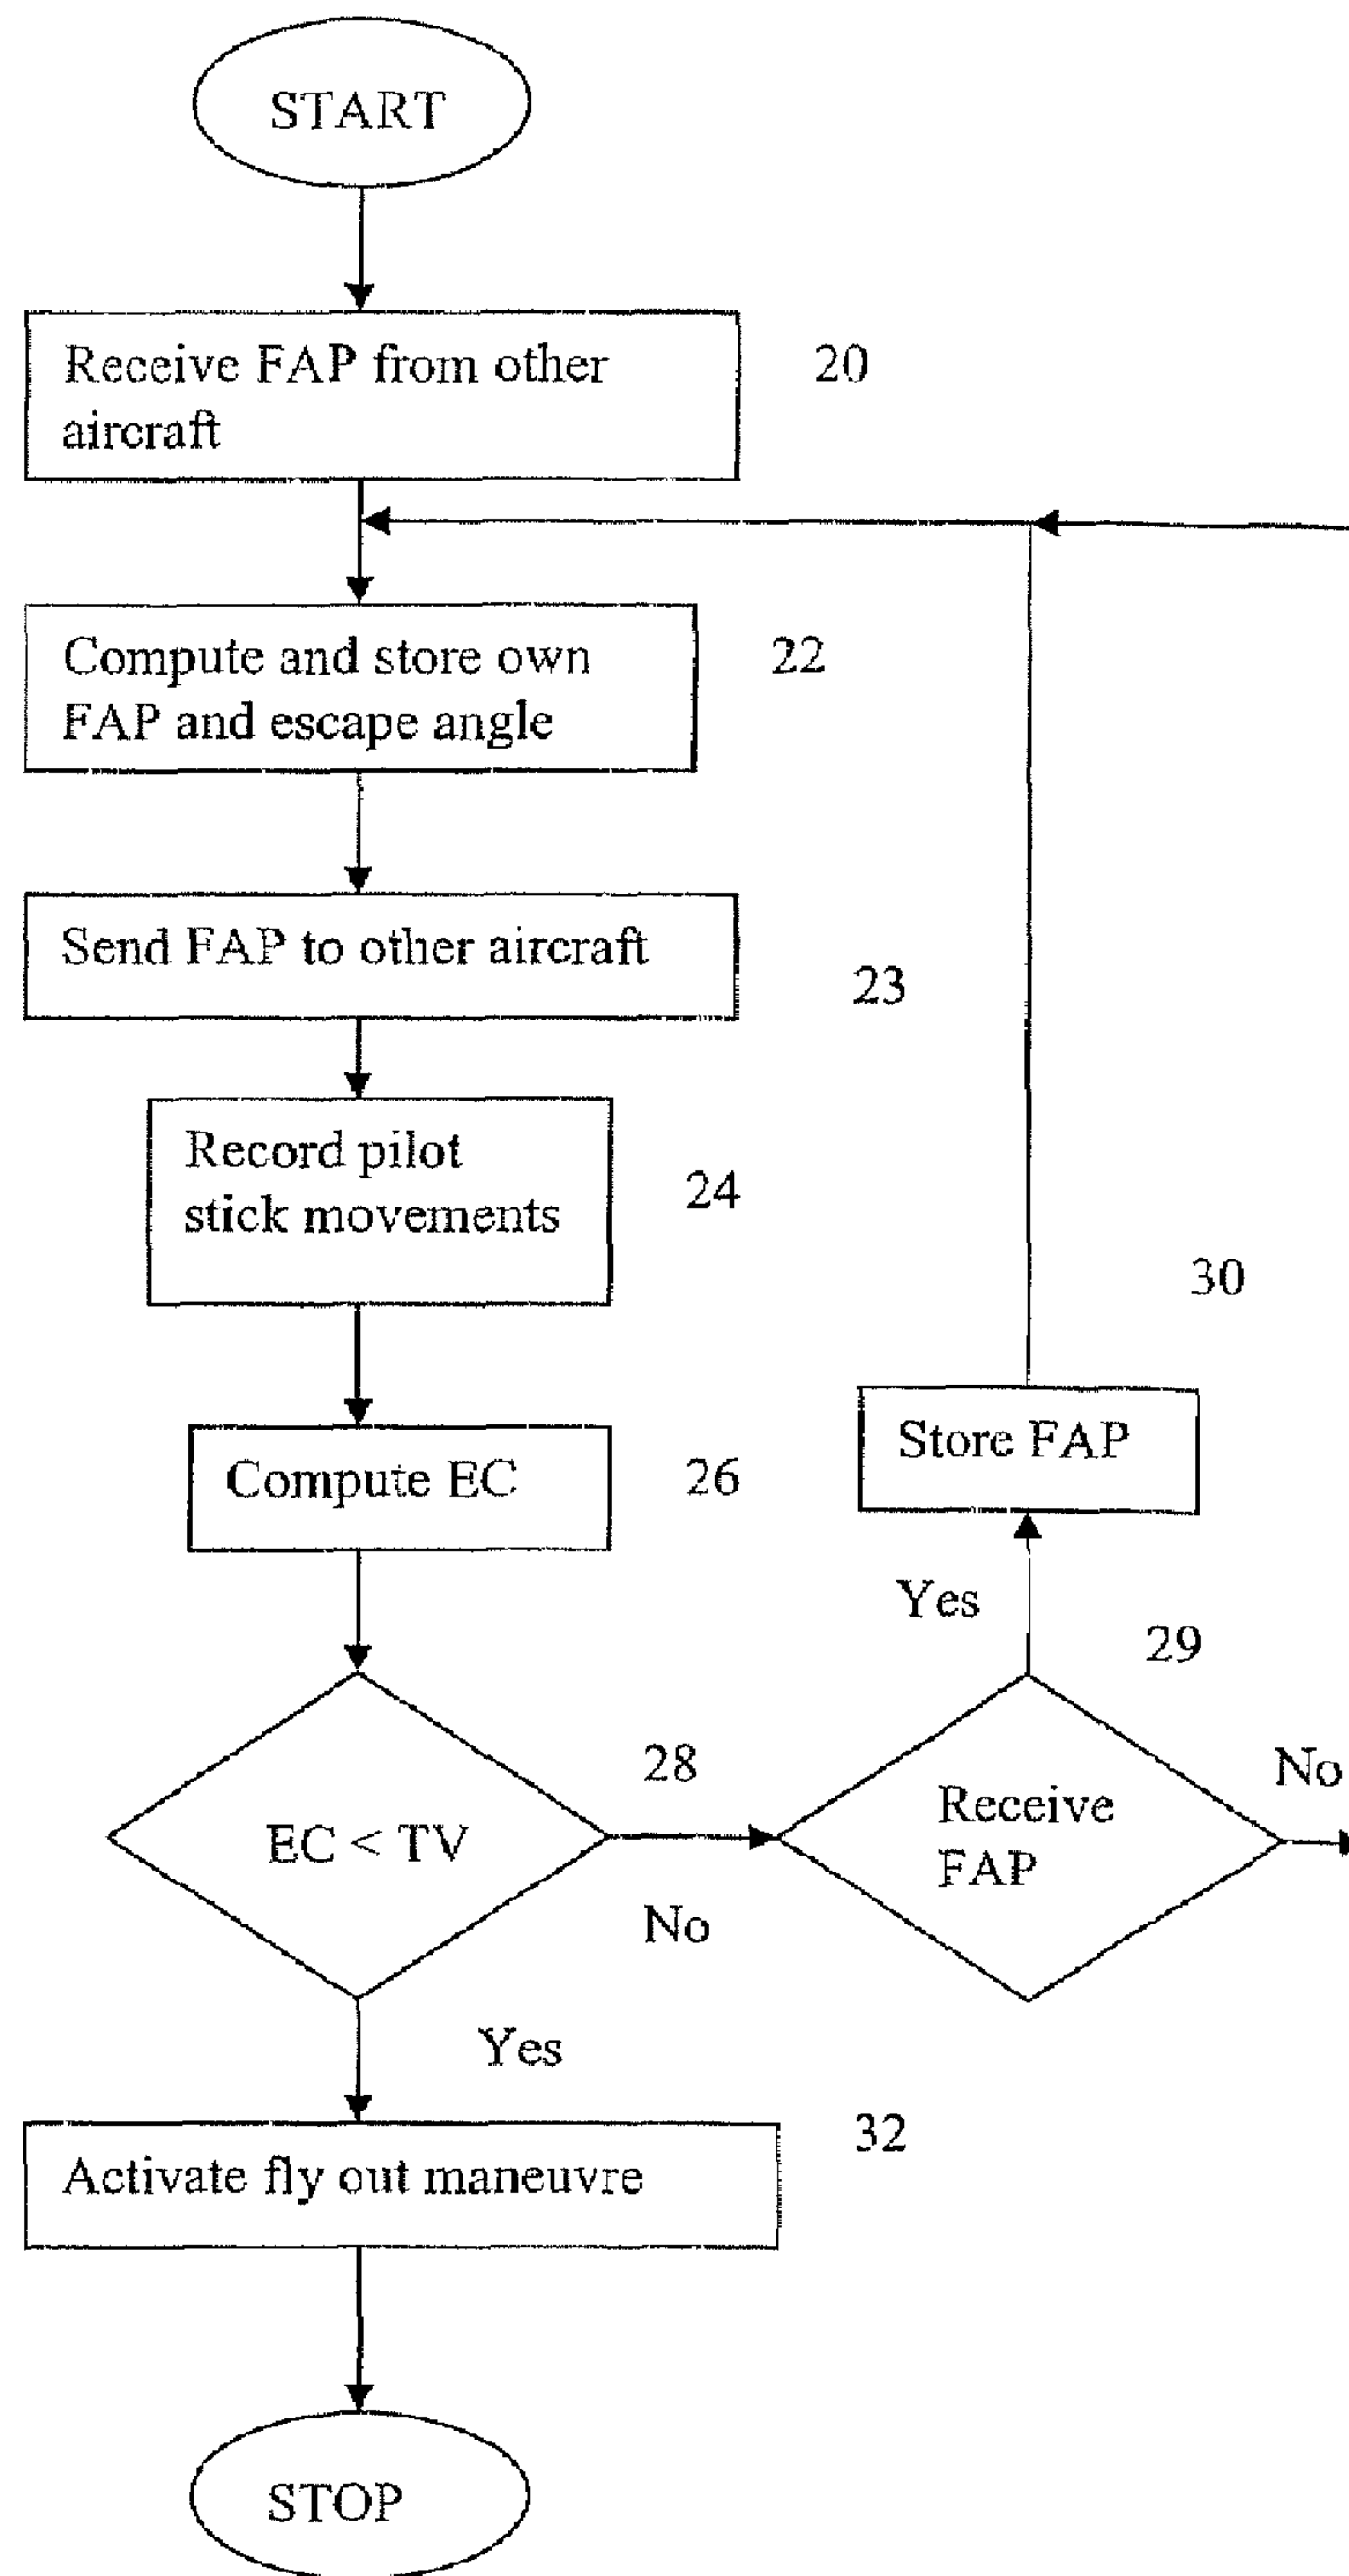 START
Receive FAP from other
aircraft
20
Compute and store own
FAP and escape angle
22
Send FAP to other aircraft
23
Record pilot
stick movements
24
30
Store FAP
Compute EC
26
Yes
29
28
No
Receive
FAP
EC < TV
No
Yes
32
Activate fly out maneuvre
STOP